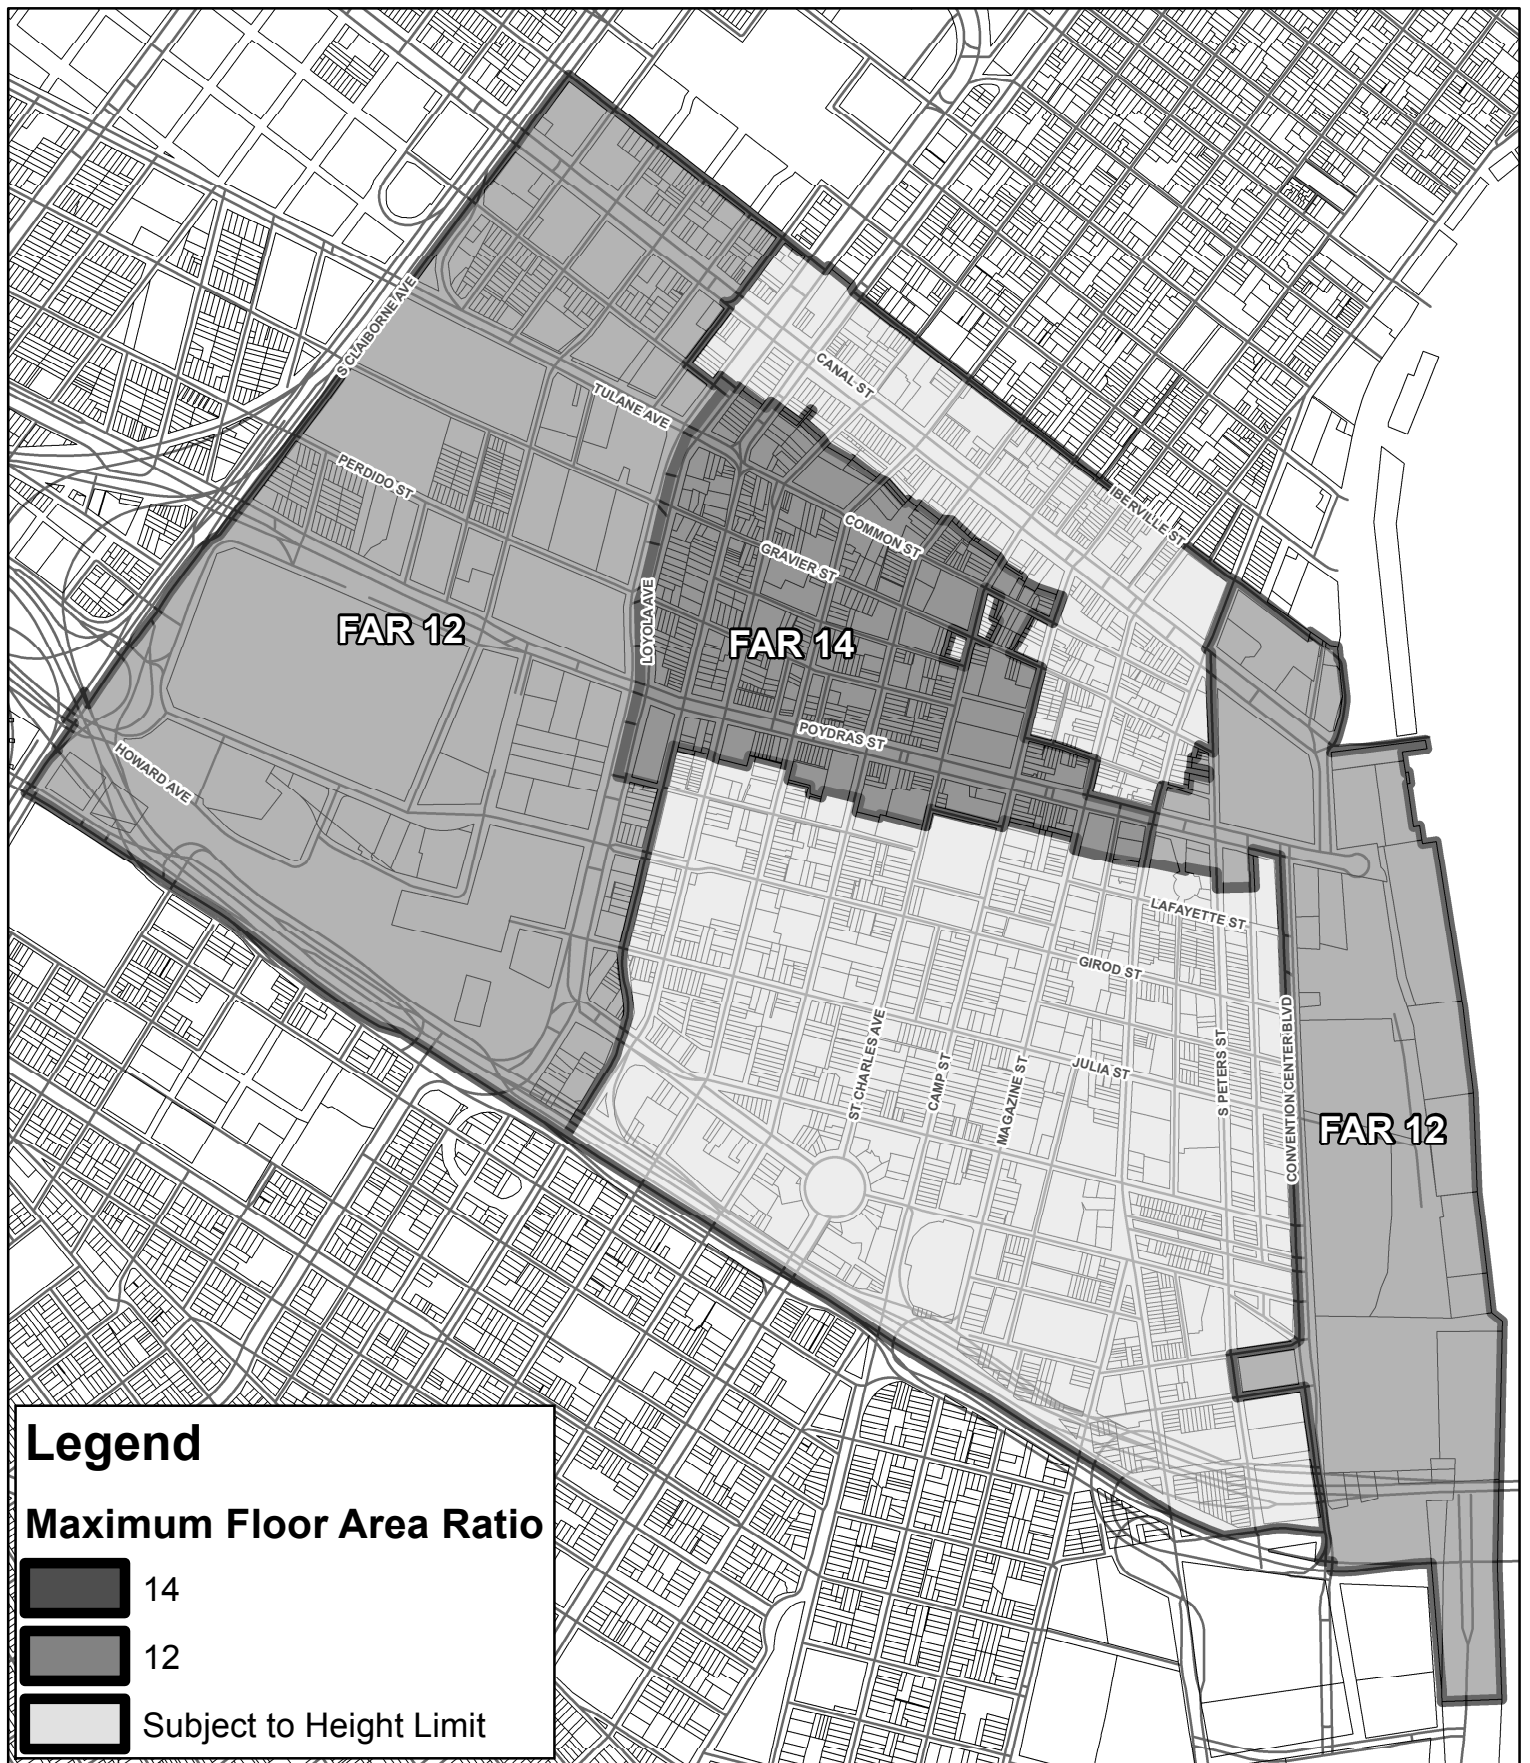 S CLAIBORNE AVE
CANAL ST
TULANE AVE
PERDIDO ST
IBERVILLE ST
COMMON ST
GRAVIER ST
LOYOLA AVE
FAR 12
FAR 14
POYDRAS ST
HOWARD AVE
LAFAYETTE ST
GIROD ST
ST CHARLES AVE
CAMP ST
MAGAZINE ST
JULIA ST
S PETERS ST
CONVENTION CENTER BLVD
FAR 12
Legend
Maximum Floor Area Ratio
14
12
Subject to Height Limit